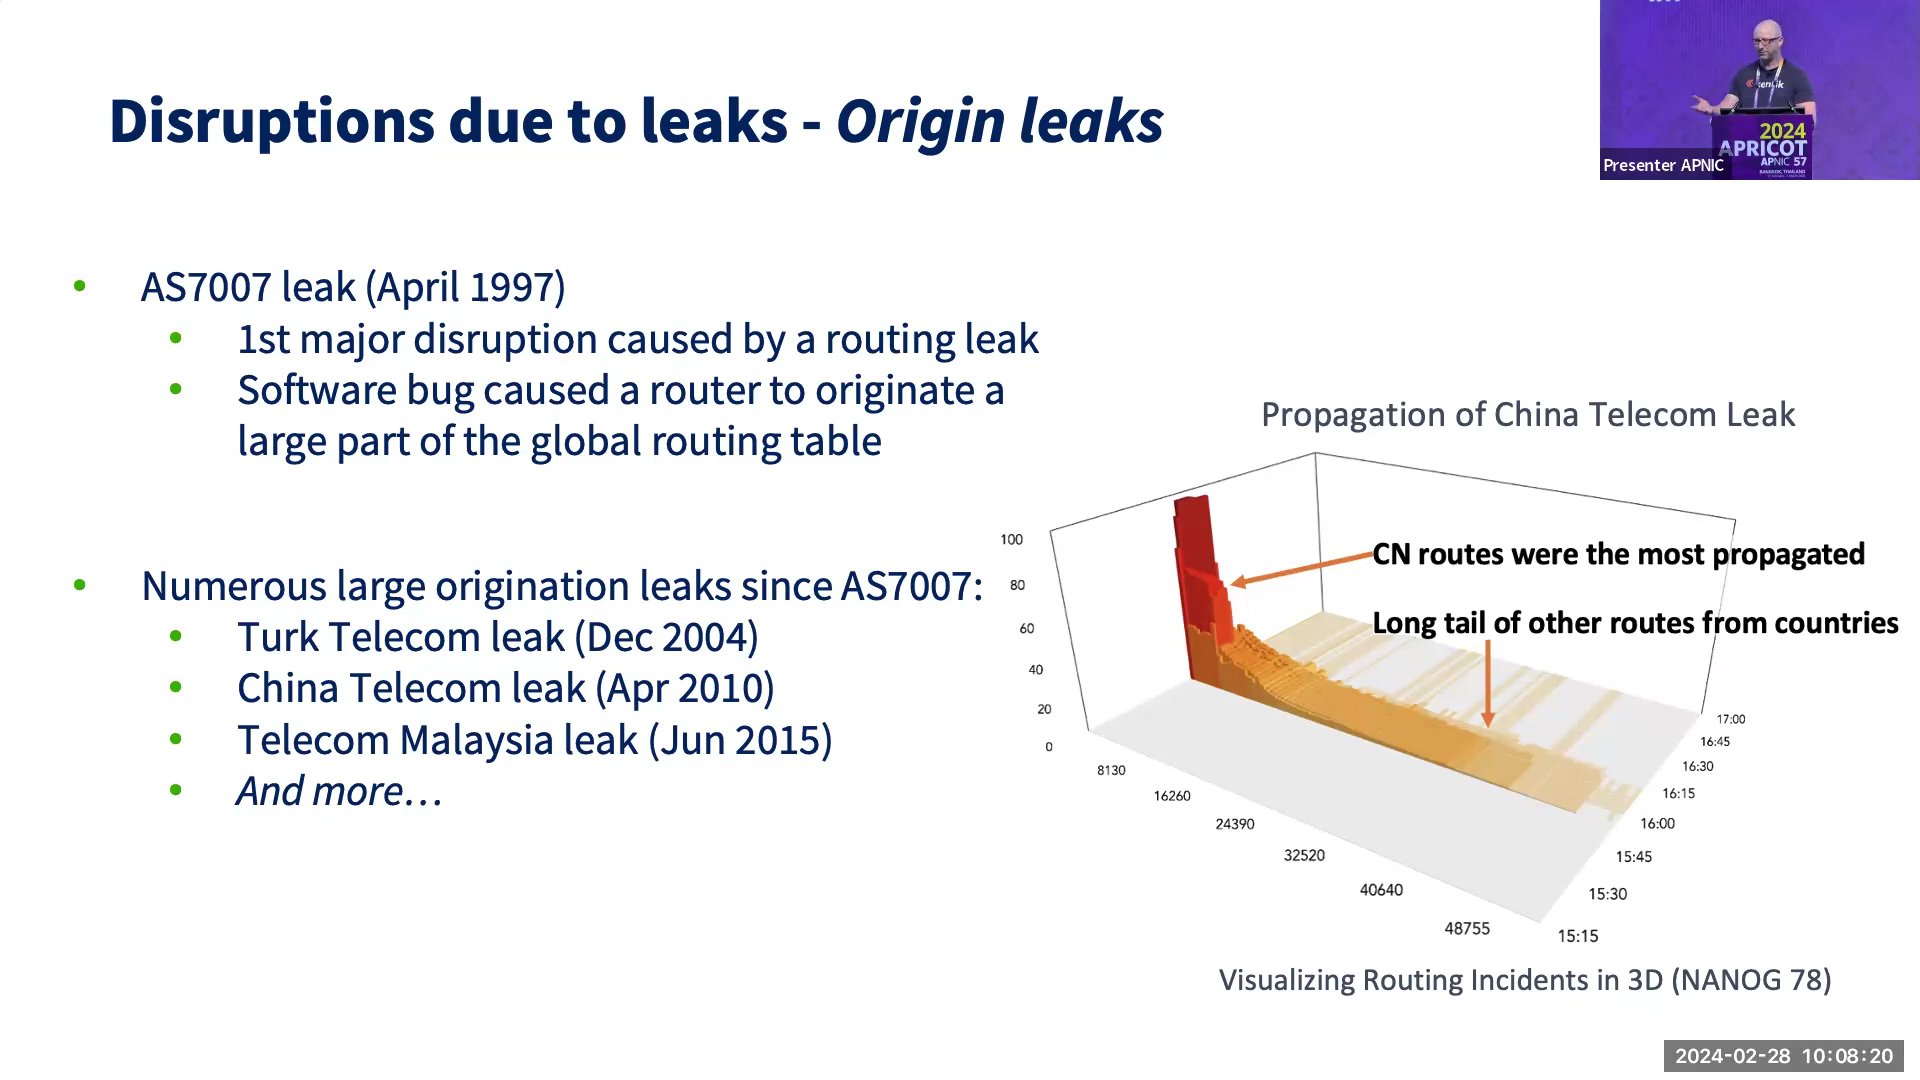 Disruptions due to leaks - Origin leaks
AS7007 leak (April 1997)
1st major disruption caused by a routing leak
Software bug caused a router to originate a
large part of the global routing table
Numerous large origination leaks since AS7007:
Turk Telecom leak (Dec 2004)
China Telecom leak (Apr 2010)
Telecom Malaysia leak (Jun 2015)
And more…
Propagation of China Telecom Leak
CN routes were the most propagated
Long tail of other routes from countries
100
80
60
40
20
0
8130
16260
24390
32520
40640
48755
17:00
16:45
16:30
16:15
16:00
15:45
15:30
15:15
Visualizing Routing Incidents in 3D (NANOG 78)
kentik
2024
APRICOT
APNIC 57
BANGKOK, THAILAND
Presenter APNIC
2024-02-28 10:08:20